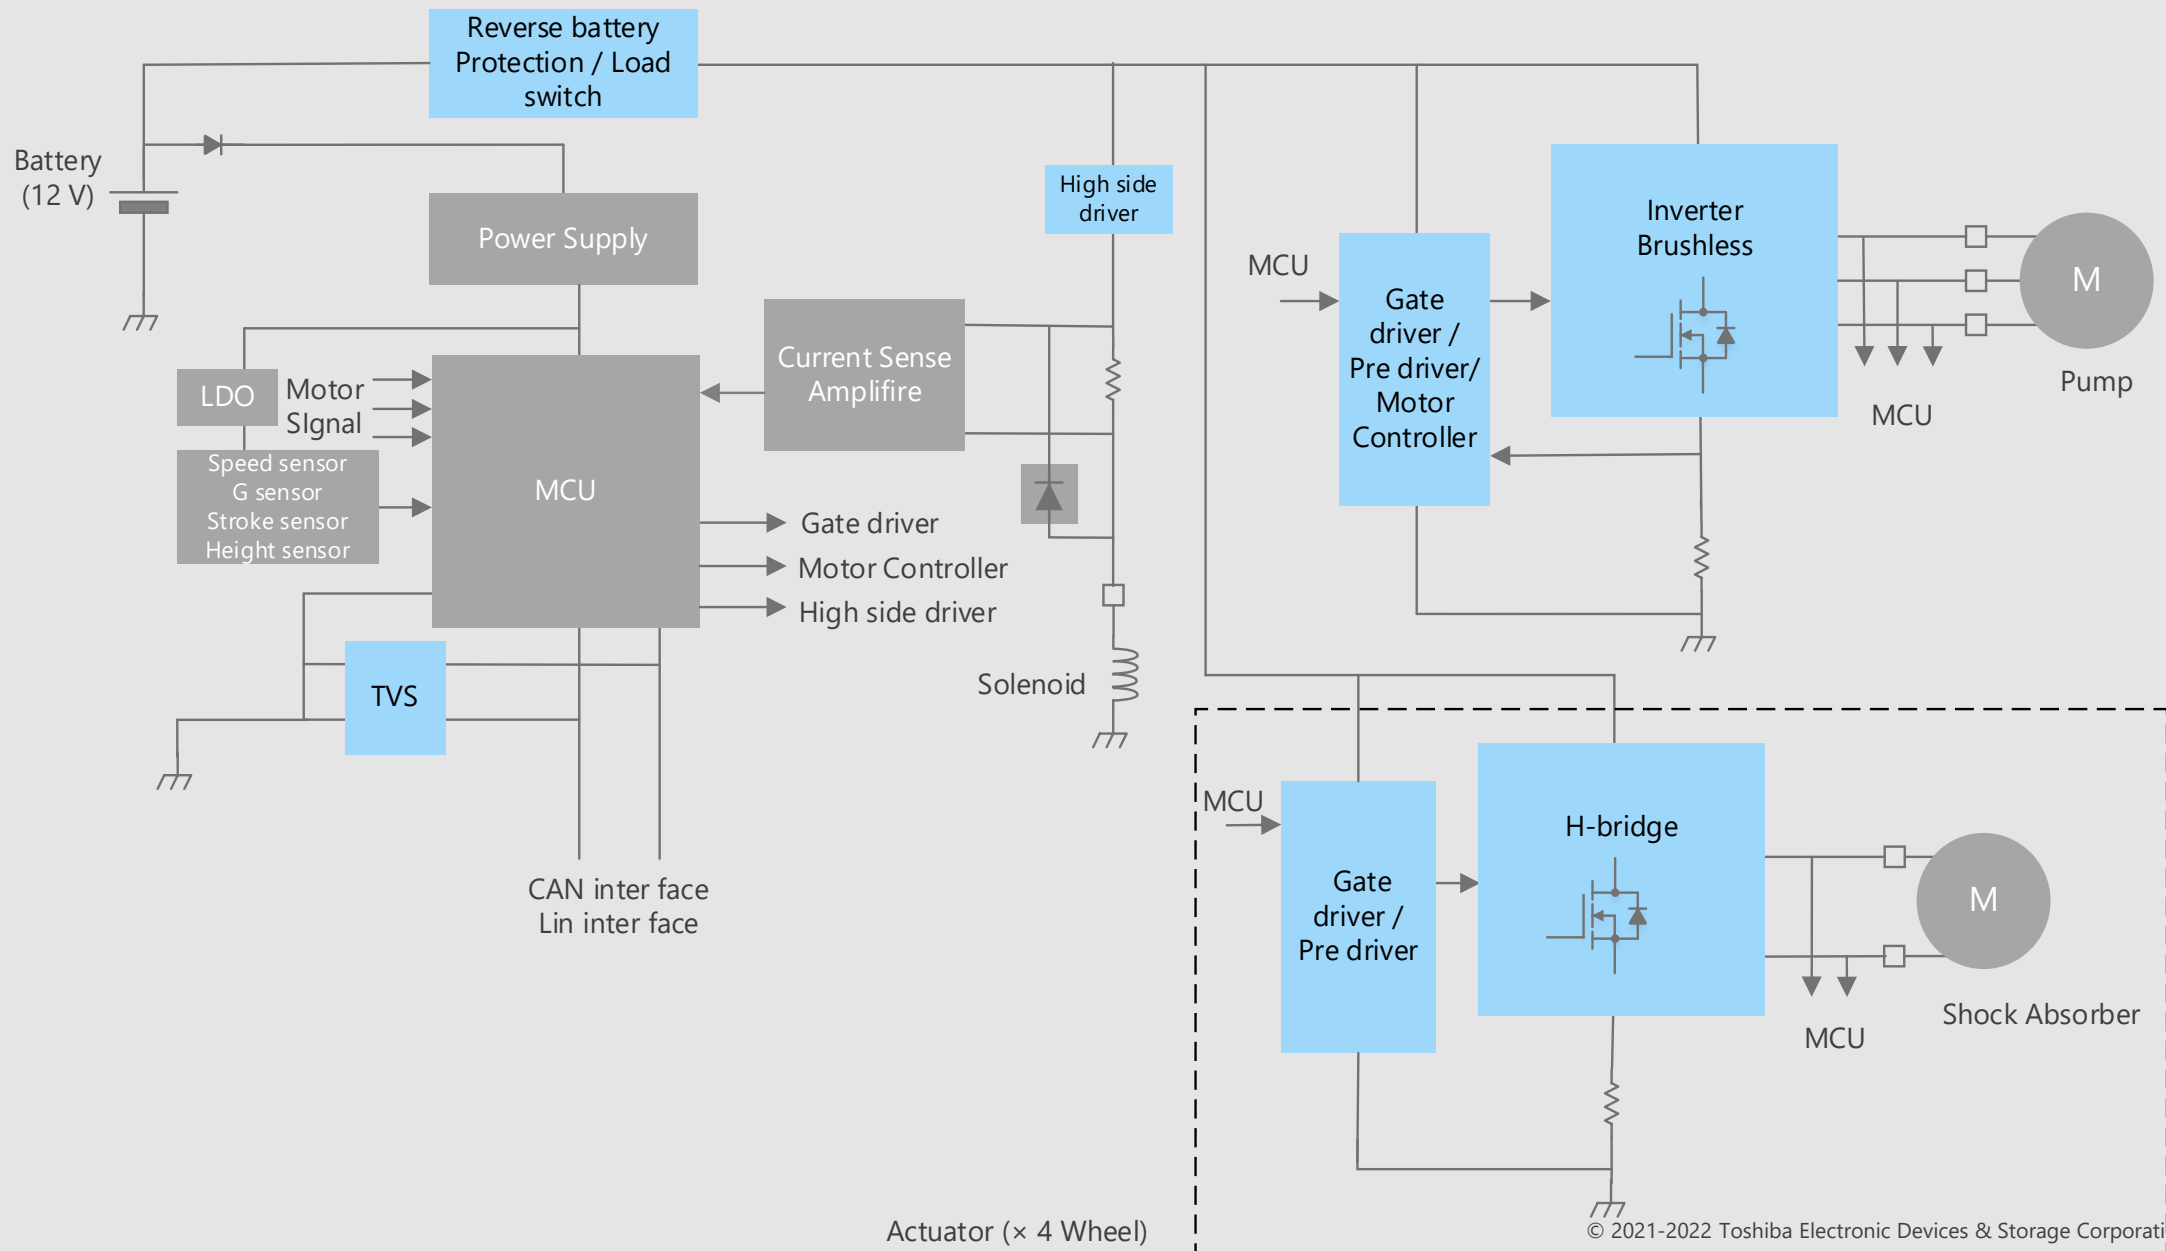 Reverse battery
Protection / Load
switch
Battery
(12 V)
Power Supply
High side
driver
LDO
Motor
SIgnal
Speed sensor
G sensor
Stroke sensor
Height sensor
MCU
Current Sense
Amplifire
Gate driver
Motor Controller
High side driver
TVS
Solenoid
CAN inter face
Lin inter face
MCU
Gate
driver /
Pre driver/
Motor
Controller
Inverter
Brushless
M
Pump
MCU
MCU
Gate
driver /
Pre driver
H-bridge
M
Shock Absorber
MCU
Actuator (× 4 Wheel)
© 2021-2022 Toshiba Electronic Devices & Storage Corporati